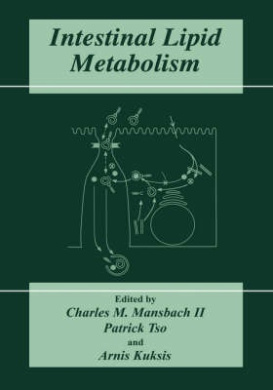 Intestinal Lipid
Metabolism
Edited by
Charles M. Mansbach II
Patrick Tso
and
Arnis Kuksis